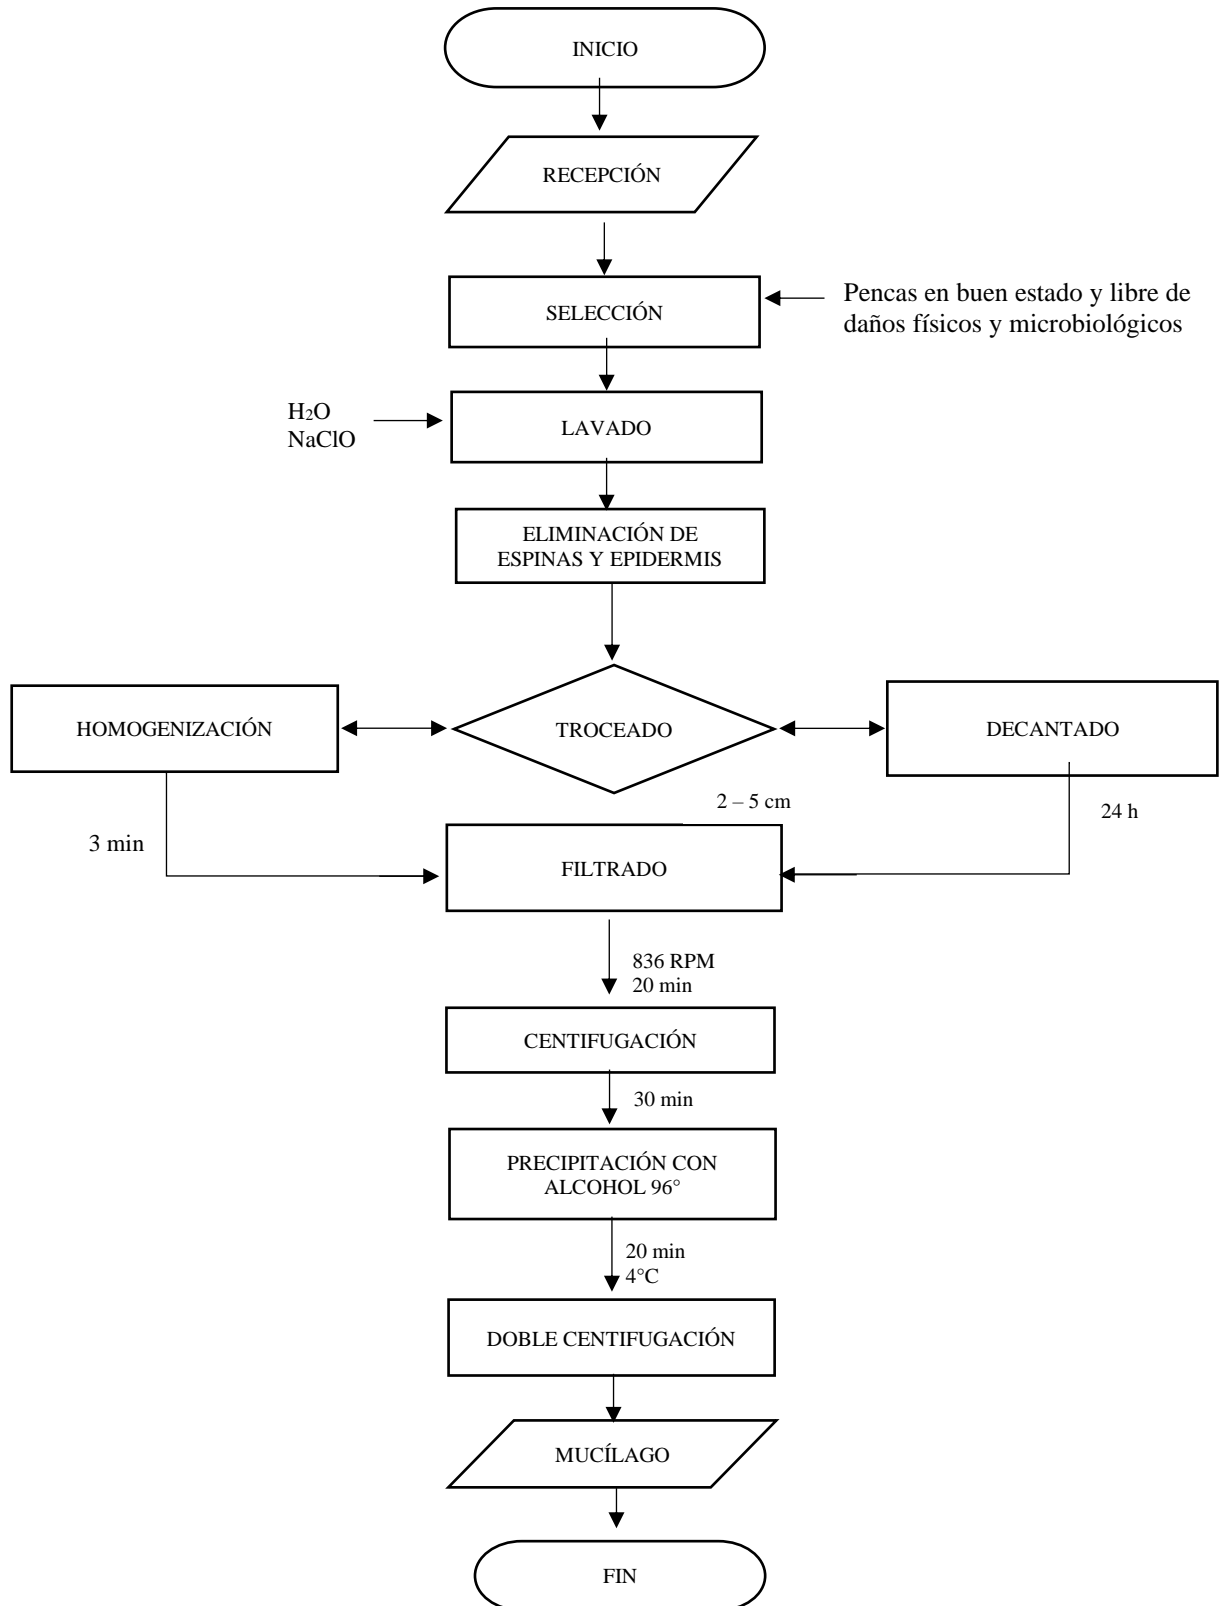 INICIO
RECEPCIÓN
SELECCIÓN
Pencas en buen estado y libre de
daños físicos y microbiológicos
H₂O
NaClO
LAVADO
ELIMINACIÓN DE
ESPINAS Y EPIDERMIS
HOMOGENIZACIÓN
TROCEADO
DECANTADO
2 – 5 cm
24 h
3 min
FILTRADO
836 RPM
20 min
CENTIFUGACIÓN
30 min
PRECIPITACIÓN CON
ALCOHOL 96°
20 min
4°C
DOBLE CENTIFUGACIÓN
MUCÍLAGO
FIN